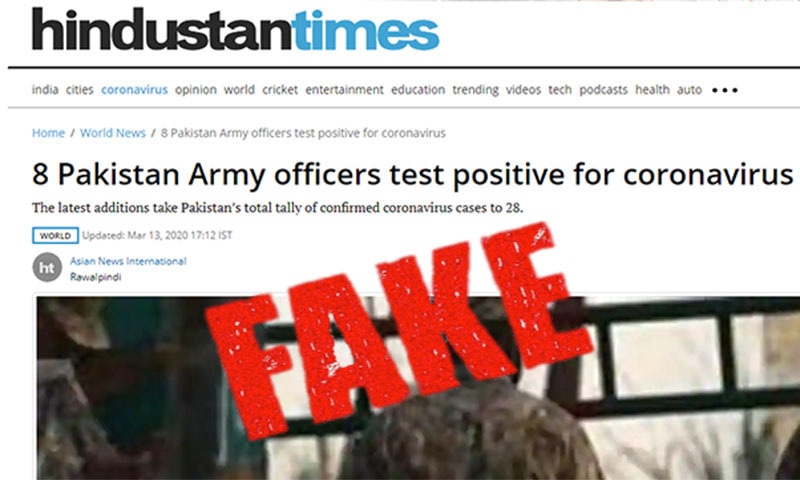 hindustantimes
india cities coronavirus opinion world cricket entertainment education trending videos tech podcasts health auto •••
Home / World News / 8 Pakistan Army officers test positive for coronavirus
8 Pakistan Army officers test positive for coronavirus
The latest additions take Pakistan's total tally of confirmed coronavirus cases to 28.
WORLD Updated: Mar 13, 2020 17:12 IST
ht Asian News International
Rawalpindi
FAKE